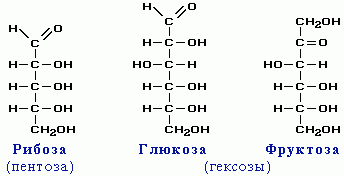 H O
C
H–C–OH
H–C–OH
H–C–OH
CH₂OH
Рибоза
(пентоза)
H O
C
H–C–OH
HO–C–H
H–C–OH
H–C–OH
CH₂OH
Глюкоза
CH₂OH
C=O
HO–C–H
H–C–OH
H–C–OH
CH₂OH
Фруктоза
(гексозы)